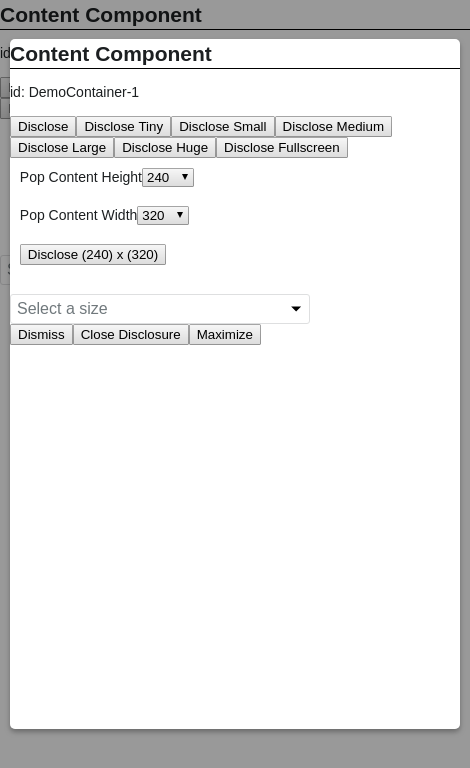 Content Component
id
Content Component
id: DemoContainer-1
Disclose Disclose Tiny Disclose Small Disclose Medium
Disclose Large Disclose Huge Disclose Fullscreen
Pop Content Height 240
Pop Content Width 320
Disclose (240) x (320)
Select a size
Dismiss Close Disclosure Maximize